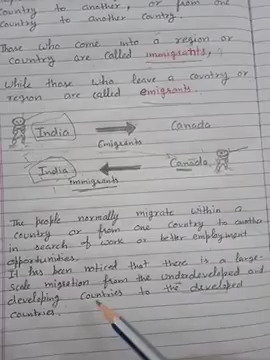 country to another, or from one
country to another country.
Those who come into a region or
country are called immigrants,
while those who leave a country or
region are called emigrants.
India Canada
Emigrants
India Canada
Immigrants
The people normally migrate within a
country or from one country to another
in search of work or better employment
opportunities.
It has been noticed that there is a large-
scale migration from the underdeveloped and
developing countries to the developed
countries.